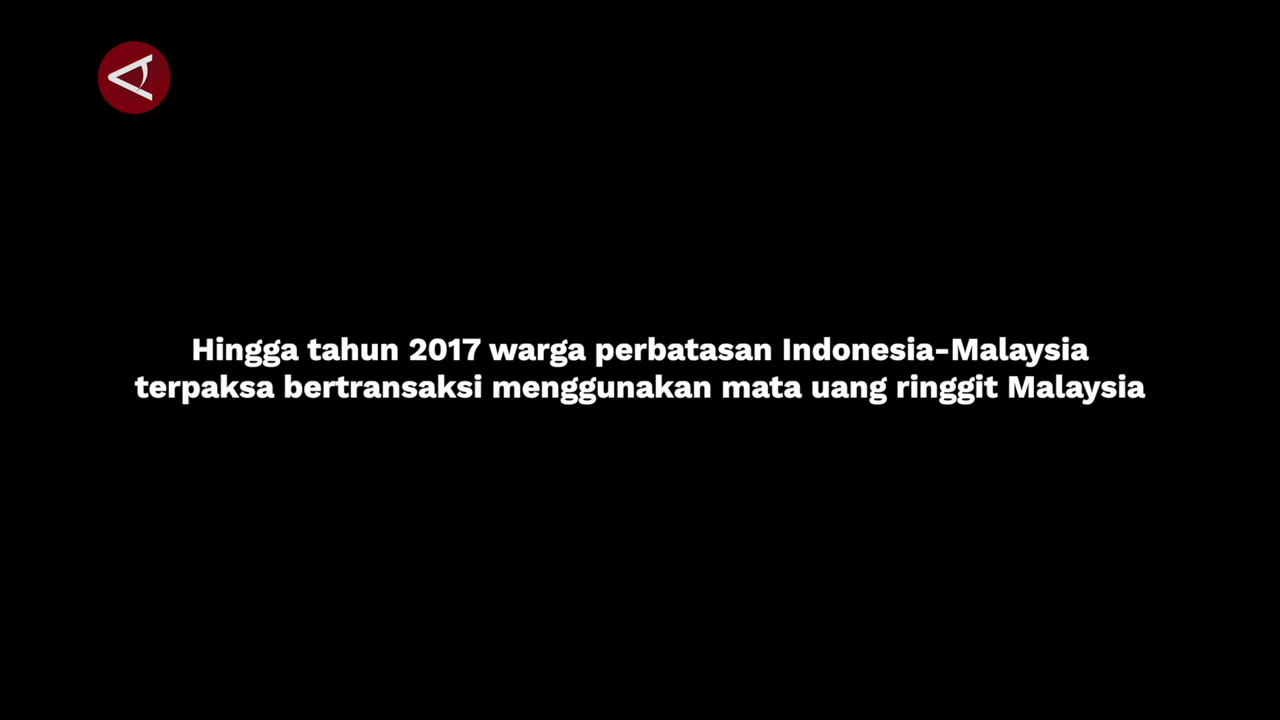 Hingga tahun 2017 warga perbatasan Indonesia-Malaysia
terpaksa bertransaksi menggunakan mata uang ringgit Malaysia